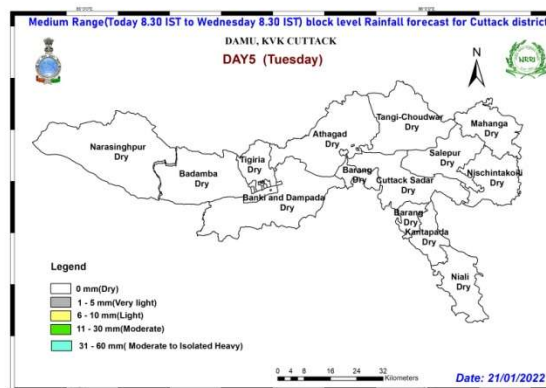 Medium Range(Today 8.30 IST to Wednesday 8.30 IST) block level Rainfall forecast for Cuttack district
DAMU, KVK CUTTACK
DAY5 (Tuesday)
N
Narasinghpur
Dry
Badamba
Dry
Tigiria
Dry
Athagad
Dry
Tangi-Choudwar
Dry
Mahanga
Dry
Salepur
Dry
Nischintakoili
Dry
Barang
Dry
Cuttack Sadar
Dry
Banki and Dampada
Dry
Barang
Dry
Kantapada
Dry
Niali
Dry
Legend
0 mm(Dry)
1 - 5 mm(Very light)
6 - 10 mm(Light)
11 - 30 mm(Moderate)
31 - 60 mm( Moderate to Isolated Heavy)
0 4 8 16 24 32
Kilometers
Date: 21/01/2022